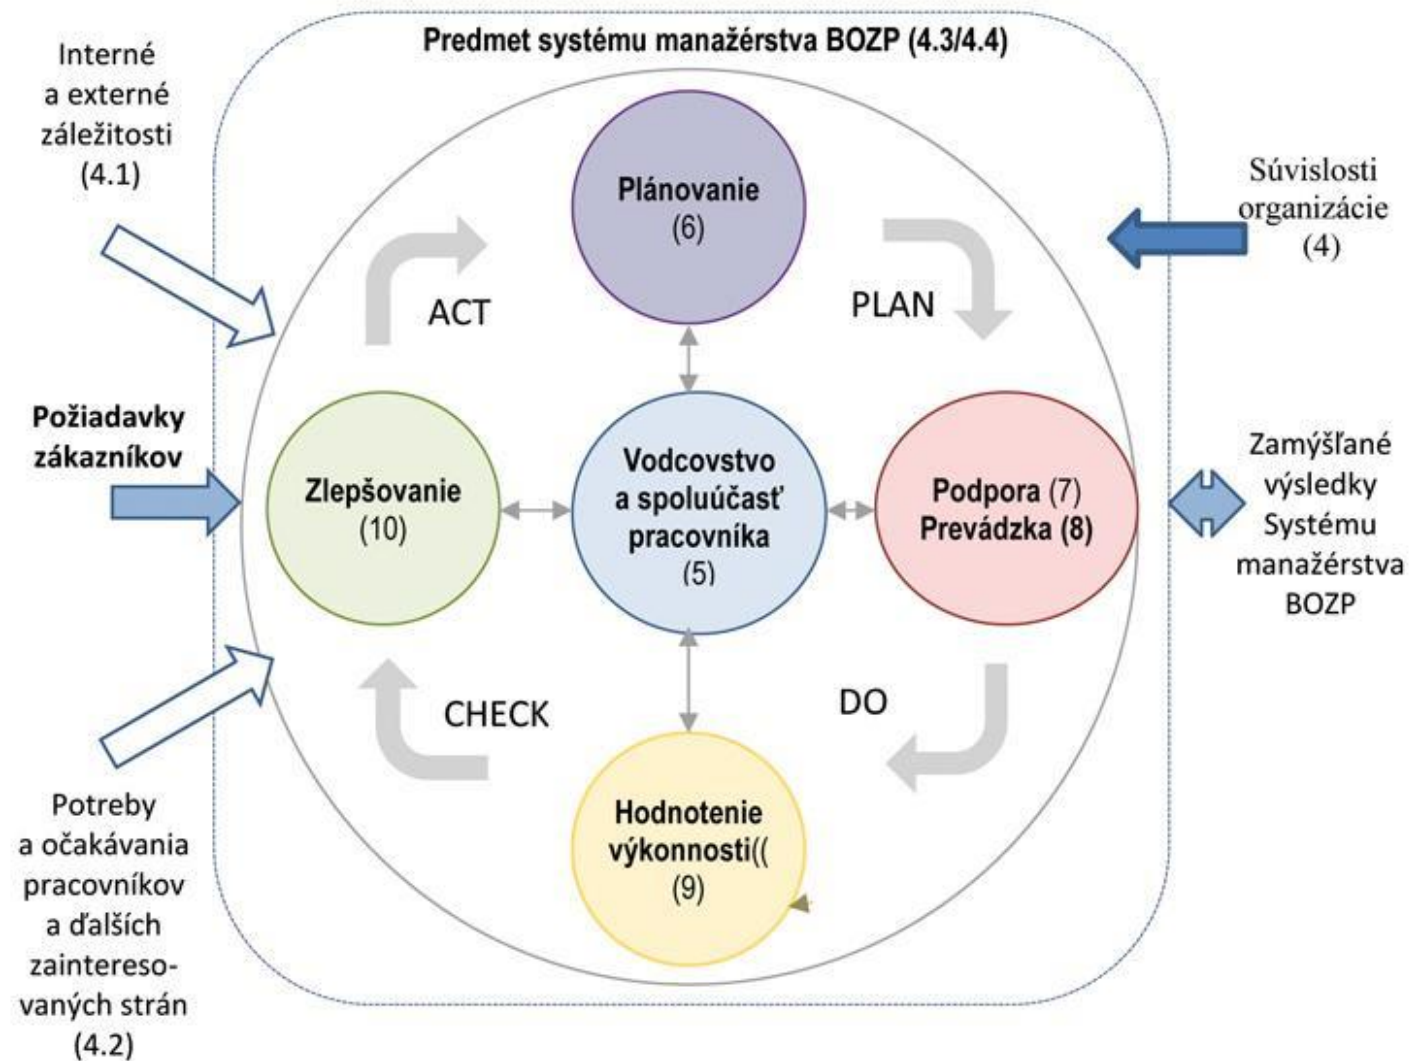 Predmet systému manažérstva BOZP (4.3/4.4)
Interné
a externé
záležitosti
(4.1)
Plánovanie
(6)
Súvislosti
organizácie
(4)
ACT
PLAN
Požiadavky
zákazníkov
Zlepšovanie
(10)
Vodcovstvo
a spoluúčasť
pracovníka
(5)
Podpora (7)
Prevádzka (8)
Zamýšľané
výsledky
Systému
manažérstva
BOZP
CHECK
DO
Potreby
a očakávania
pracovníkov
a ďalších
zaintereso-
vaných strán
(4.2)
Hodnotenie
výkonnosti((
(9)